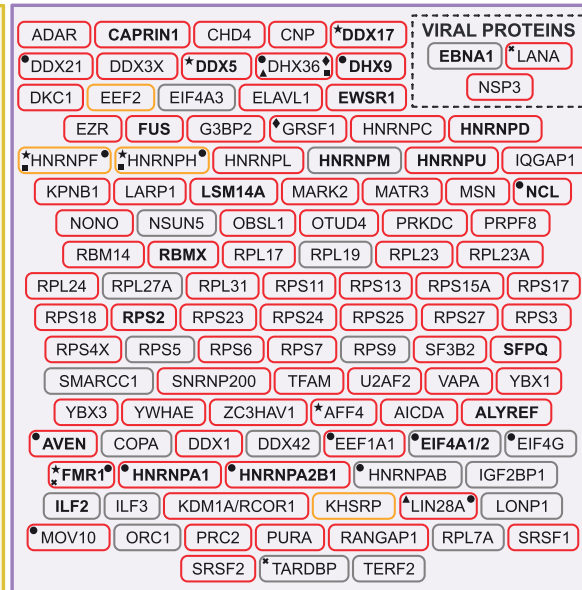 ADAR CAPRIN1 CHD4 CNP ★DDX17
VIRAL PROTEINS
EBNA1 ✖LANA
NSP3
●DDX21 DDX3X ★DDX5 ●▲DHX36♦■ ●DHX9
DKC1 EEF2 EIF4A3 ELAVL1 EWSR1
EZR FUS G3BP2 ♦GRSF1 HNRNPC HNRNPD
★■HNRNPF● ★■HNRNPH● HNRNPL HNRNPM HNRNPU IQGAP1
KPNB1 LARP1 LSM14A MARK2 MATR3 MSN ●NCL
NONO NSUN5 OBSL1 OTUD4 PRKDC PRPF8
RBM14 RBMX RPL17 RPL19 RPL23 RPL23A
RPL24 RPL27A RPL31 RPS11 RPS13 RPS15A RPS17
RPS18 RPS2 RPS23 RPS24 RPS25 RPS27 RPS3
RPS4X RPS5 RPS6 RPS7 RPS9 SF3B2 SFPQ
SMARCC1 SNRNP200 TFAM U2AF2 VAPA YBX1
YBX3 YWHAE ZC3HAV1 ★AFF4 AICDA ALYREF
●AVEN COPA DDX1 DDX42 ●EEF1A1 ●EIF4A1/2 ●EIF4G
★✖FMR1● ●HNRNPA1 ●HNRNPA2B1 ●HNRNPAB IGF2BP1
ILF2 ILF3 KDM1A/RCOR1 KHSRP ▲LIN28A● LONP1
●MOV10 ORC1 PRC2 PURA RANGAP1 RPL7A SRSF1
SRSF2 ✖TARDBP TERF2